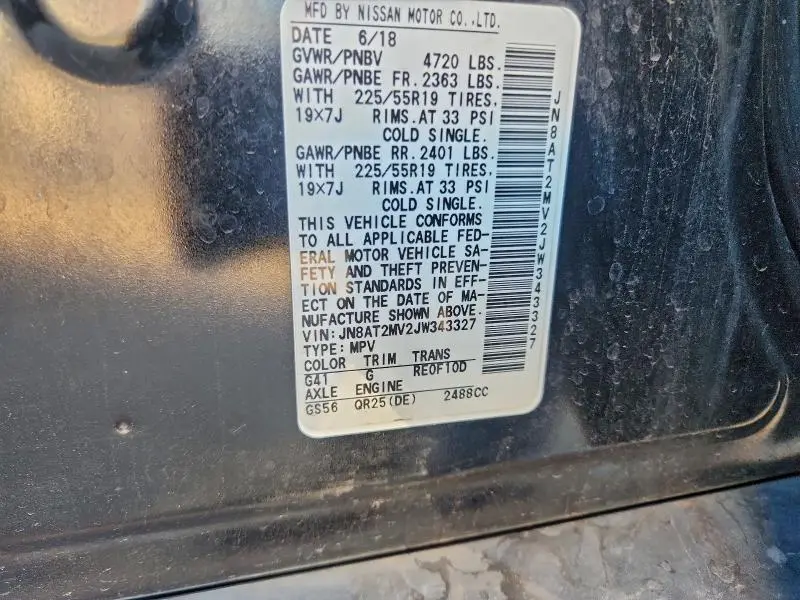 MFD BY NISSAN MOTOR CO.,LTD.
DATE 6/18
GVWR/PNBV 4720 LBS.
GAWR/PNBE FR. 2363 LBS.
WITH 225/55R19 TIRES,
19×7J RIMS.AT 33 PSI
COLD SINGLE.
GAWR/PNBE RR. 2401 LBS.
WITH 225/55R19 TIRES,
19×7J RIMS.AT 33 PSI
COLD SINGLE.
THIS VEHICLE CONFORMS
TO ALL APPLICABLE FED-
ERAL MOTOR VEHICLE SA-
FETY AND THEFT PREVEN-
TION STANDARDS IN EFF-
ECT ON THE DATE OF MA-
NUFACTURE SHOWN ABOVE.
VIN: JN8AT2MV2JW343327
TYPE: MPV
COLOR TRIM TRANS
G41 G RE0F10D
AXLE ENGINE
GS56 QR25(DE) 2488CC
JN8AT2MV2JW343327